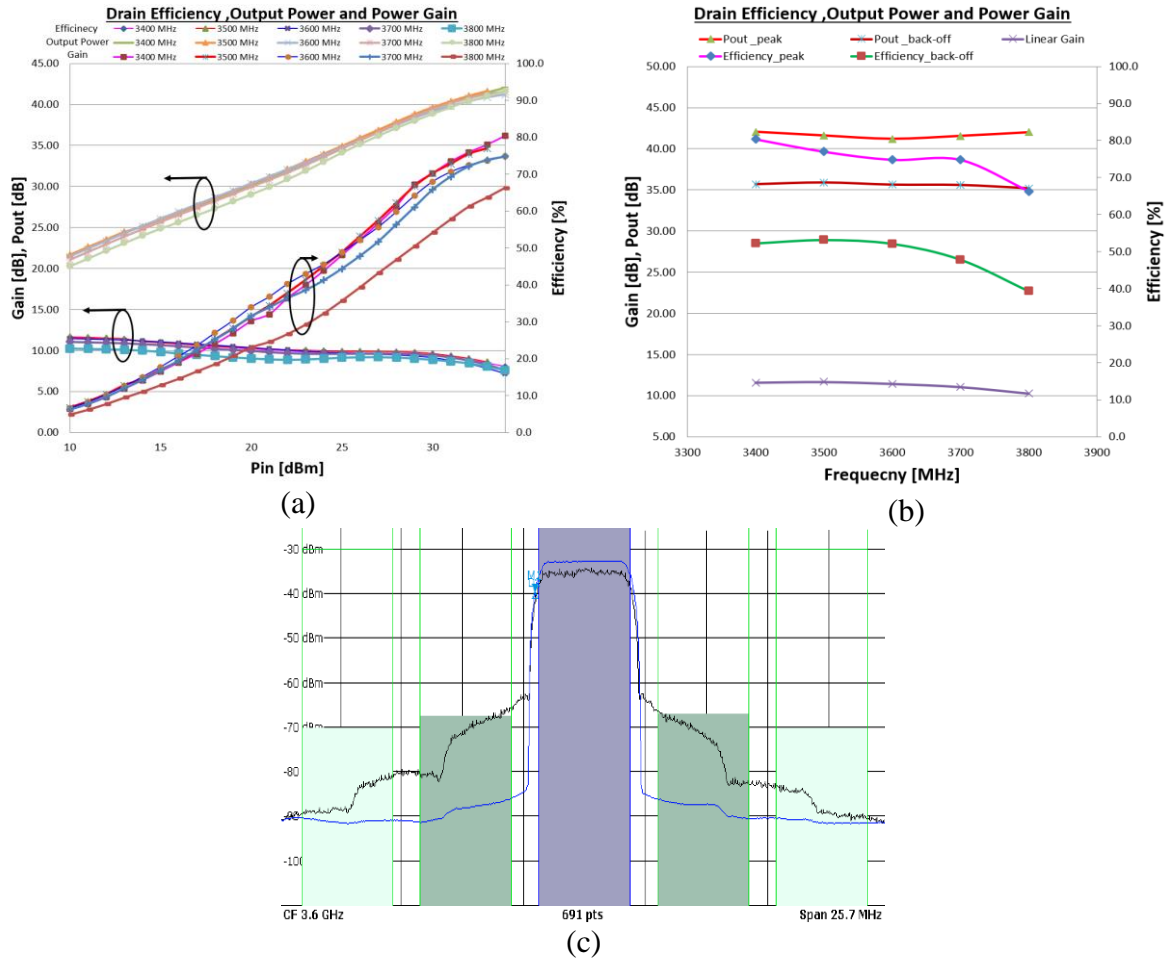 Drain Efficiency ,Output Power and Power Gain
Efficinecy 3400 MHz 3500 MHz 3600 MHz 3700 MHz 3800 MHz
Output Power 3400 MHz 3500 MHz 3600 MHz 3700 MHz 3800 MHz
Gain 3400 MHz 3500 MHz 3600 MHz 3700 MHz 3800 MHz
Gain [dB], Pout [dB]
45.00
40.00
35.00
30.00
25.00
20.00
15.00
10.00
5.00
0.00
100.0
90.0
80.0
70.0
60.0
50.0
40.0
30.0
20.0
10.0
0.0
Efficiency [%]
10 15 20 25 30
Pin [dBm]
(a)
Drain Efficiency ,Output Power and Power Gain
Pout _peak Pout _back-off Linear Gain
Efficiency_peak Efficiency_back-off
Gain [dB], Pout [dB]
50.00
45.00
40.00
35.00
30.00
25.00
20.00
15.00
10.00
5.00
100.0
90.0
80.0
70.0
60.0
50.0
40.0
30.0
20.0
10.0
0.0
Efficiency [%]
3300 3400 3500 3600 3700 3800 3900
Frequecny [MHz]
(b)
-30 dBm
-40 dBm
-50 dBm
-60 dBm
-70 dBm
-80
-90
-100
CF 3.6 GHz 691 pts Span 25.7 MHz
(c)